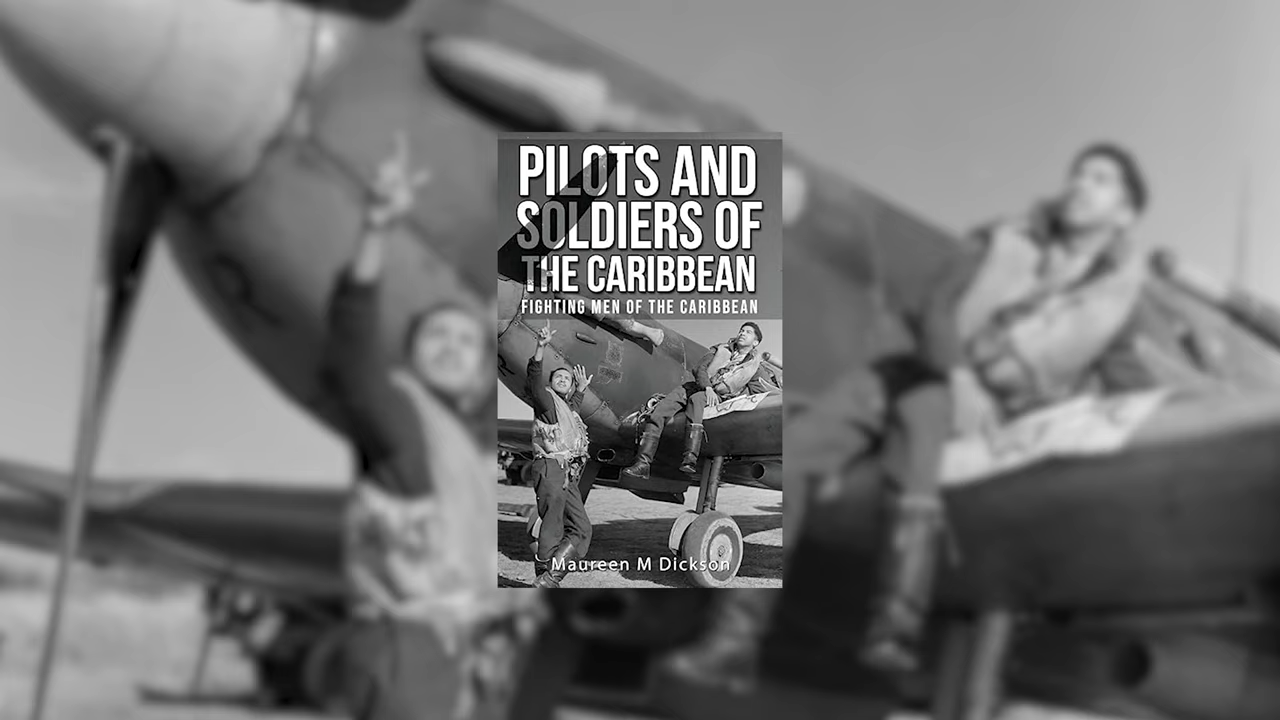 PILOTS AND
SOLDIERS OF
THE CARIBBEAN
FIGHTING MEN OF THE CARIBBEAN
Maureen M Dickson